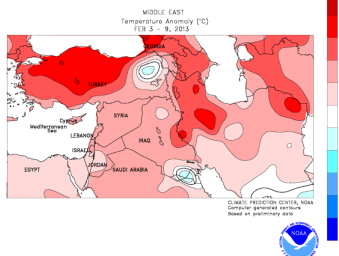 MIDDLE EAST
Temperature Anomaly (°C)
FEB 3 - 9, 2013
GEORGIA
TURKEY
Cyprus
SYRIA
Mediterranean
Sea
LEBANON
IRAQ
ISRAEL
JORDAN
EGYPT
SAUDI ARABIA
CLIMATE PREDICTION CENTER, NOAA
Computer generated contours
Based on preliminary data
NOAA